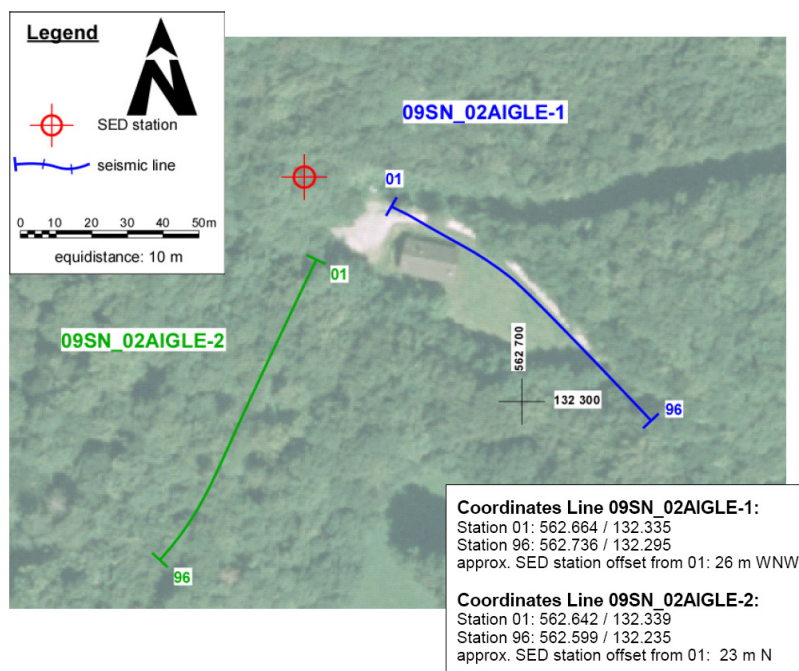 Legend
N
SED station
seismic line
0 10 20 30 40 50m
equidistance: 10 m
09SN_02AIGLE-1
01
01
09SN_02AIGLE-2
562 700
132 300
96
96
Coordinates Line 09SN_02AIGLE-1:
Station 01: 562.664 / 132.335
Station 96: 562.736 / 132.295
approx. SED station offset from 01: 26 m WNW
Coordinates Line 09SN_02AIGLE-2:
Station 01: 562.642 / 132.339
Station 96: 562.599 / 132.235
approx. SED station offset from 01: 23 m N